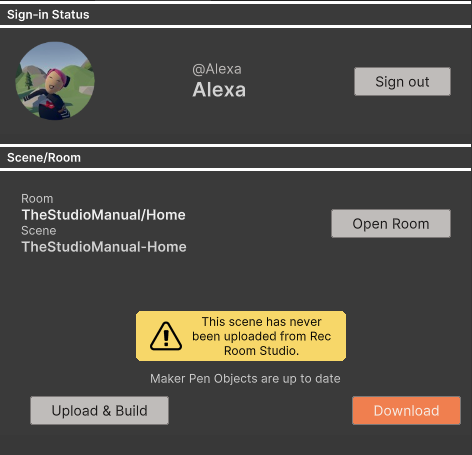 Sign-in Status
@Alexa
Alexa
Sign out
Scene/Room
Room
TheStudioManual/Home
Scene
TheStudioManual-Home
Open Room
This scene has never
been uploaded from Rec
Room Studio.
Maker Pen Objects are up to date
Upload & Build
Download